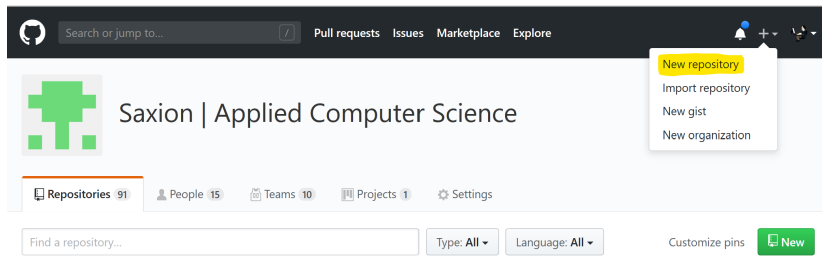 Search or jump to... /
Pull requests Issues Marketplace Explore
New repository
Import repository
New gist
New organization
Saxion | Applied Computer Science
Repositories 91 People 15 Teams 10 Projects 1 Settings
Find a repository... Type: All Language: All Customize pins New